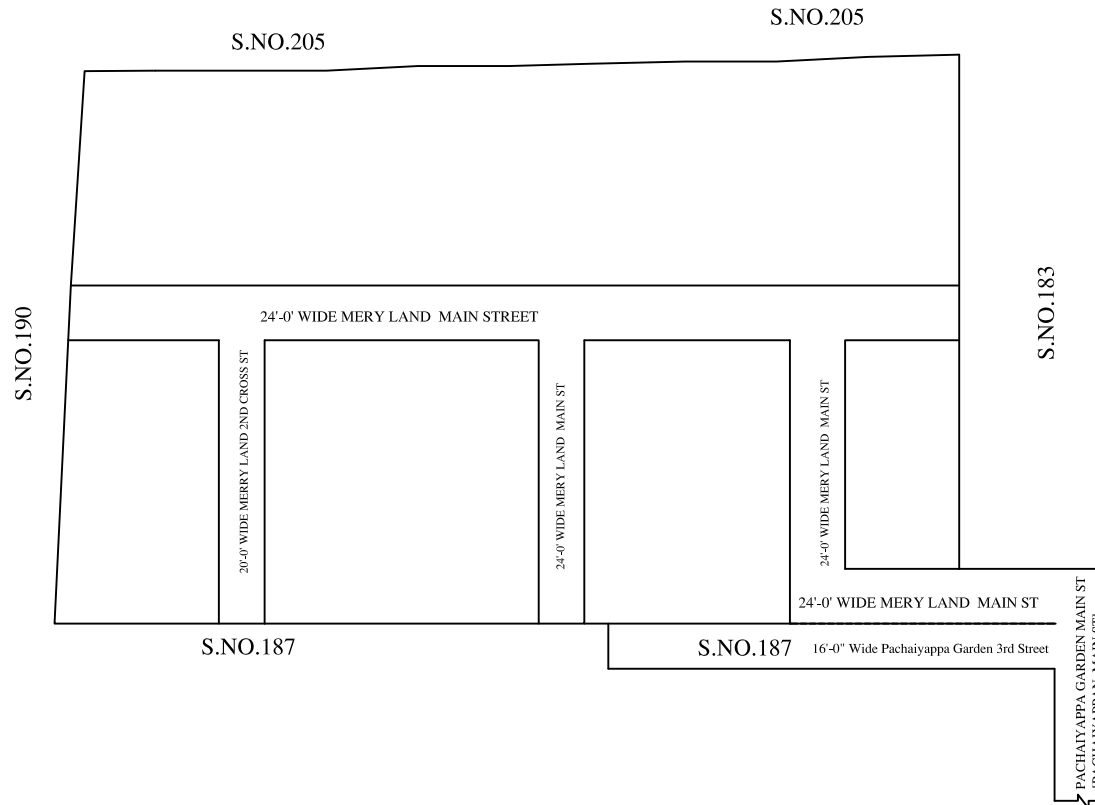 S.NO.205
S.NO.205
S.NO.190
S.NO.183
24'-0' WIDE MERY LAND MAIN STREET
20'-0' WIDE MERRY LAND 2ND CROSS ST
24'-0' WIDE MERY LAND MAIN ST
24'-0' WIDE MERY LAND MAIN ST
24'-0' WIDE MERY LAND MAIN ST
S.NO.187
S.NO.187
16'-0" Wide Pachaiyappa Garden 3rd Street
PACHAIYAPPA GARDEN MAIN ST